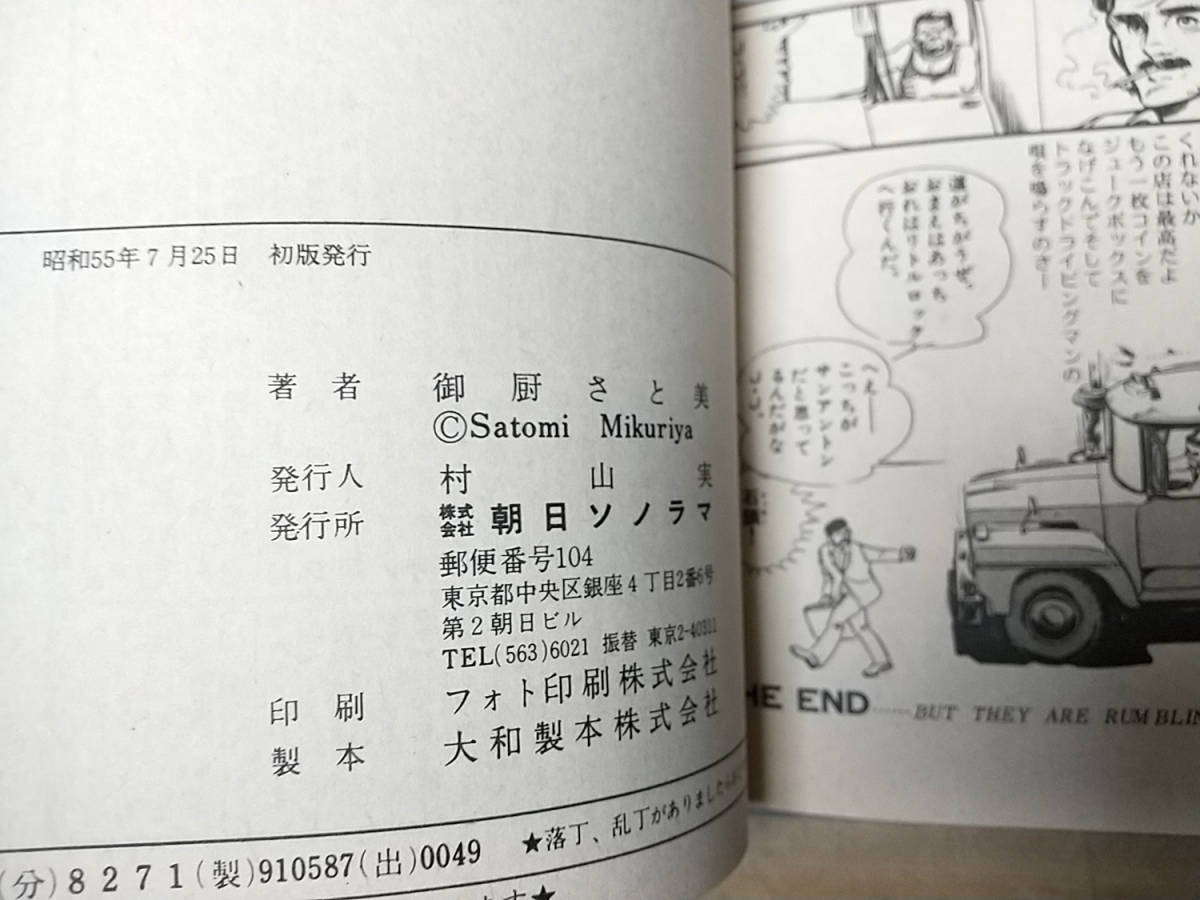 昭和55年7月25日　初版発行
著者　御厨さと美
©Satomi Mikuriya
発行人　村山実
発行所　株式会社 朝日ソノラマ
郵便番号104
東京都中央区銀座4丁目2番6号
第2朝日ビル
TEL(563)6021 振替 東京2-40311
印刷　フォト印刷株式会社
製本　大和製本株式会社
(分)8271(製)910587(出)0049　★落丁、乱丁がありましたら
ます★
くれないか
この店は最高だよ
もう一枚コインを
ジュークボックスに
なげこんでそして
トラックドライビングマンの
唄を鳴らすのさー
道がちがうぜ。
おまえはあっち
おれはリトルロック
へ行くんだ。
へえ——
こっちが
サンアントン
だと思って
るんだがな
HE END……BUT THEY ARE RUMBLIN